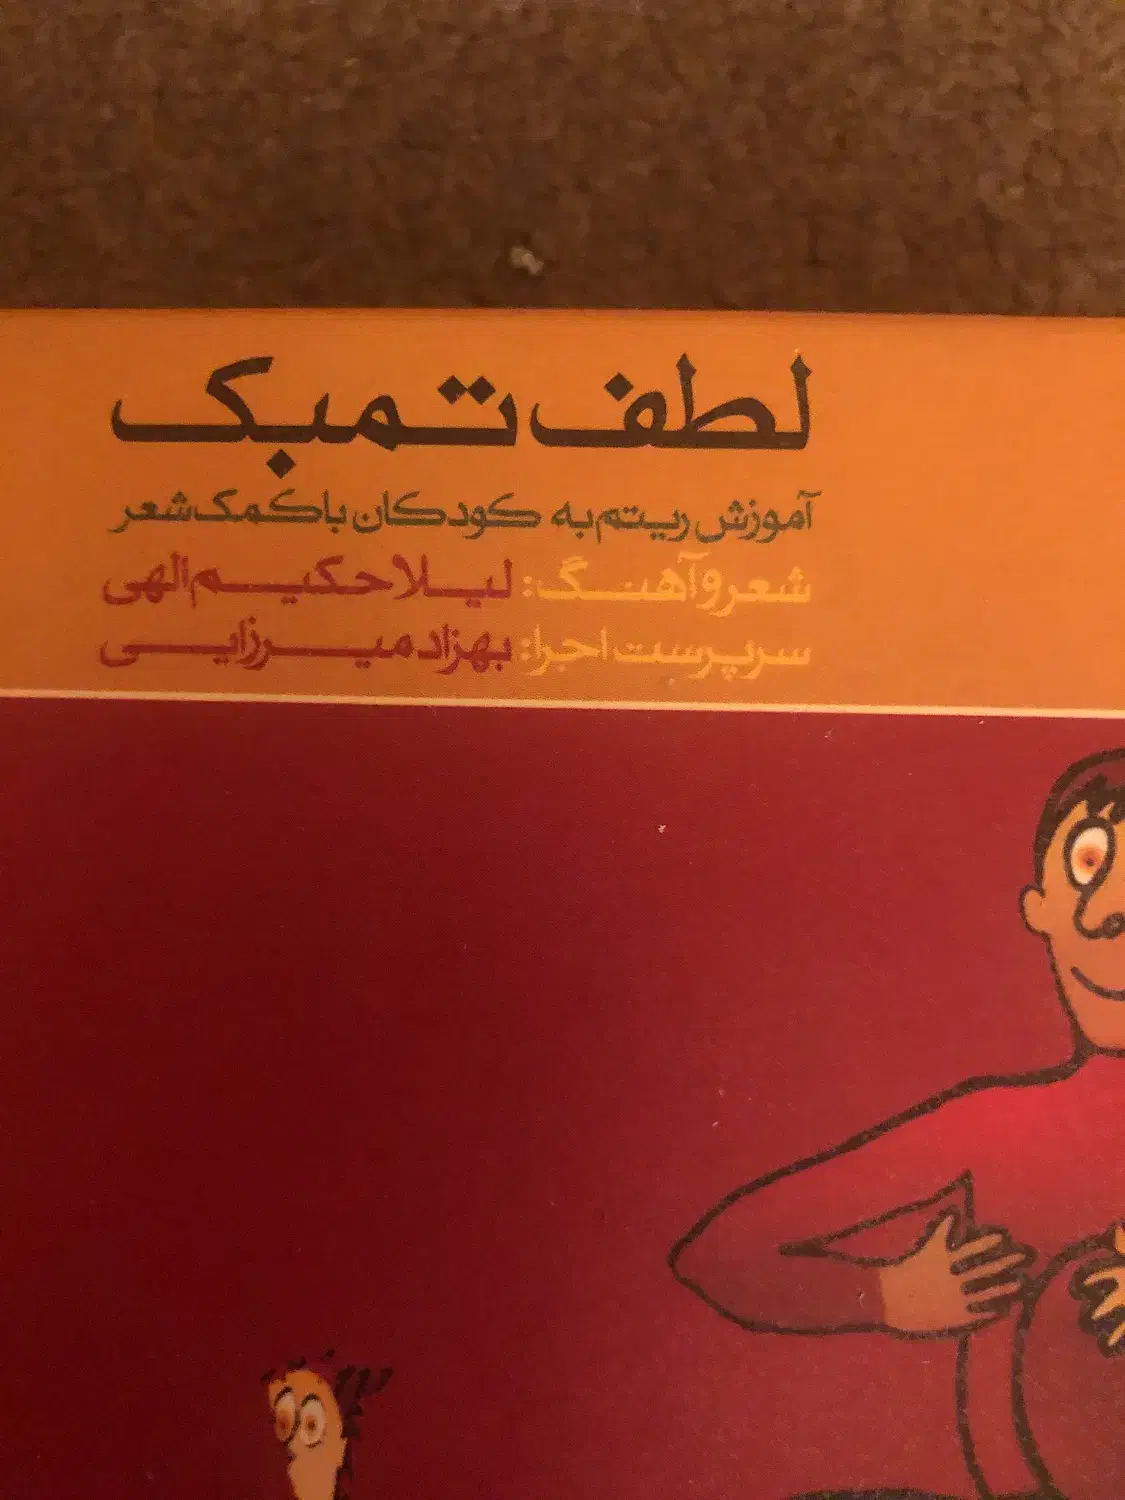 لطف تمبک
آموزش ریتم به کودکان با کمک شعر
شعر و آهنگ: لیلا حکیم الهی
سرپرست اجرا: بهزاد میرزایی